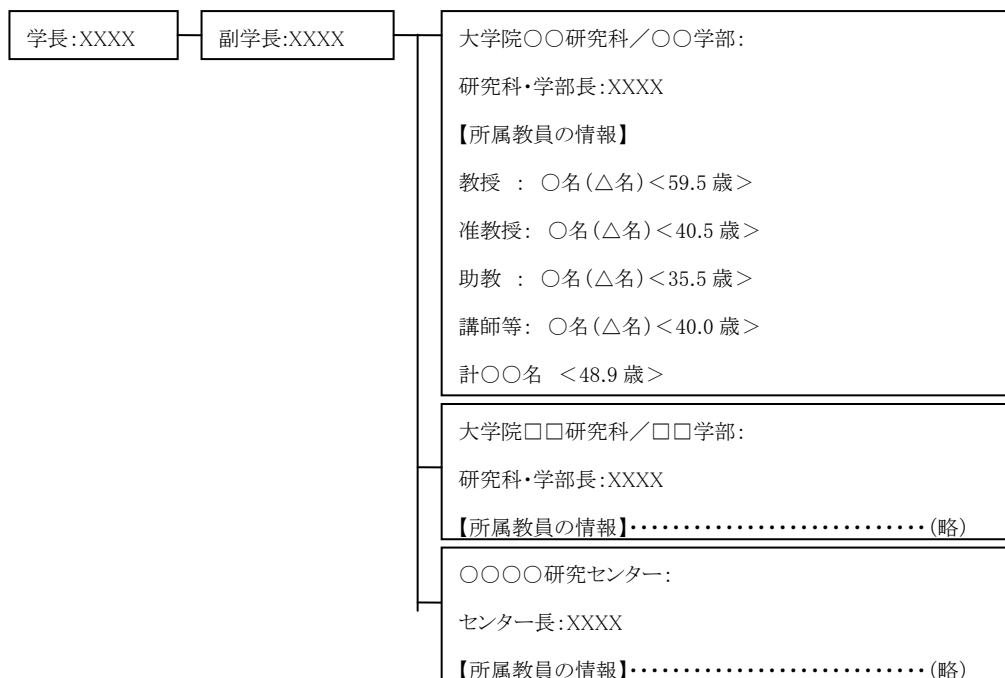 学長:XXXX
副学長:XXXX
大学院○○研究科／○○学部:
研究科・学部長:XXXX
【所属教員の情報】
教授 : ○名(△名)<59.5 歳>
准教授: ○名(△名)<40.5 歳>
助教 : ○名(△名)<35.5 歳>
講師等: ○名(△名)<40.0 歳>
計○○名 <48.9 歳>
大学院□□研究科／□□学部:
研究科・学部長:XXXX
【所属教員の情報】・・・・・・・・・・・・・・・・・・・・・・・・・・・・(略)
○○○○研究センター:
センター長:XXXX
【所属教員の情報】・・・・・・・・・・・・・・・・・・・・・・・・・・・・(略)